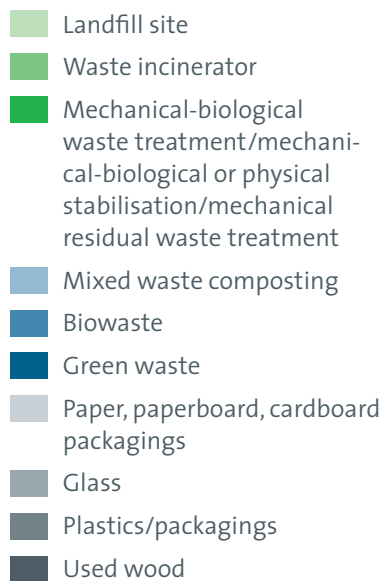 Landfill site
Waste incinerator
Mechanical-biological
waste treatment/mechani-
cal-biological or physical
stabilisation/mechanical
residual waste treatment
Mixed waste composting
Biowaste
Green waste
Paper, paperboard, cardboard
packagings
Glass
Plastics/packagings
Used wood